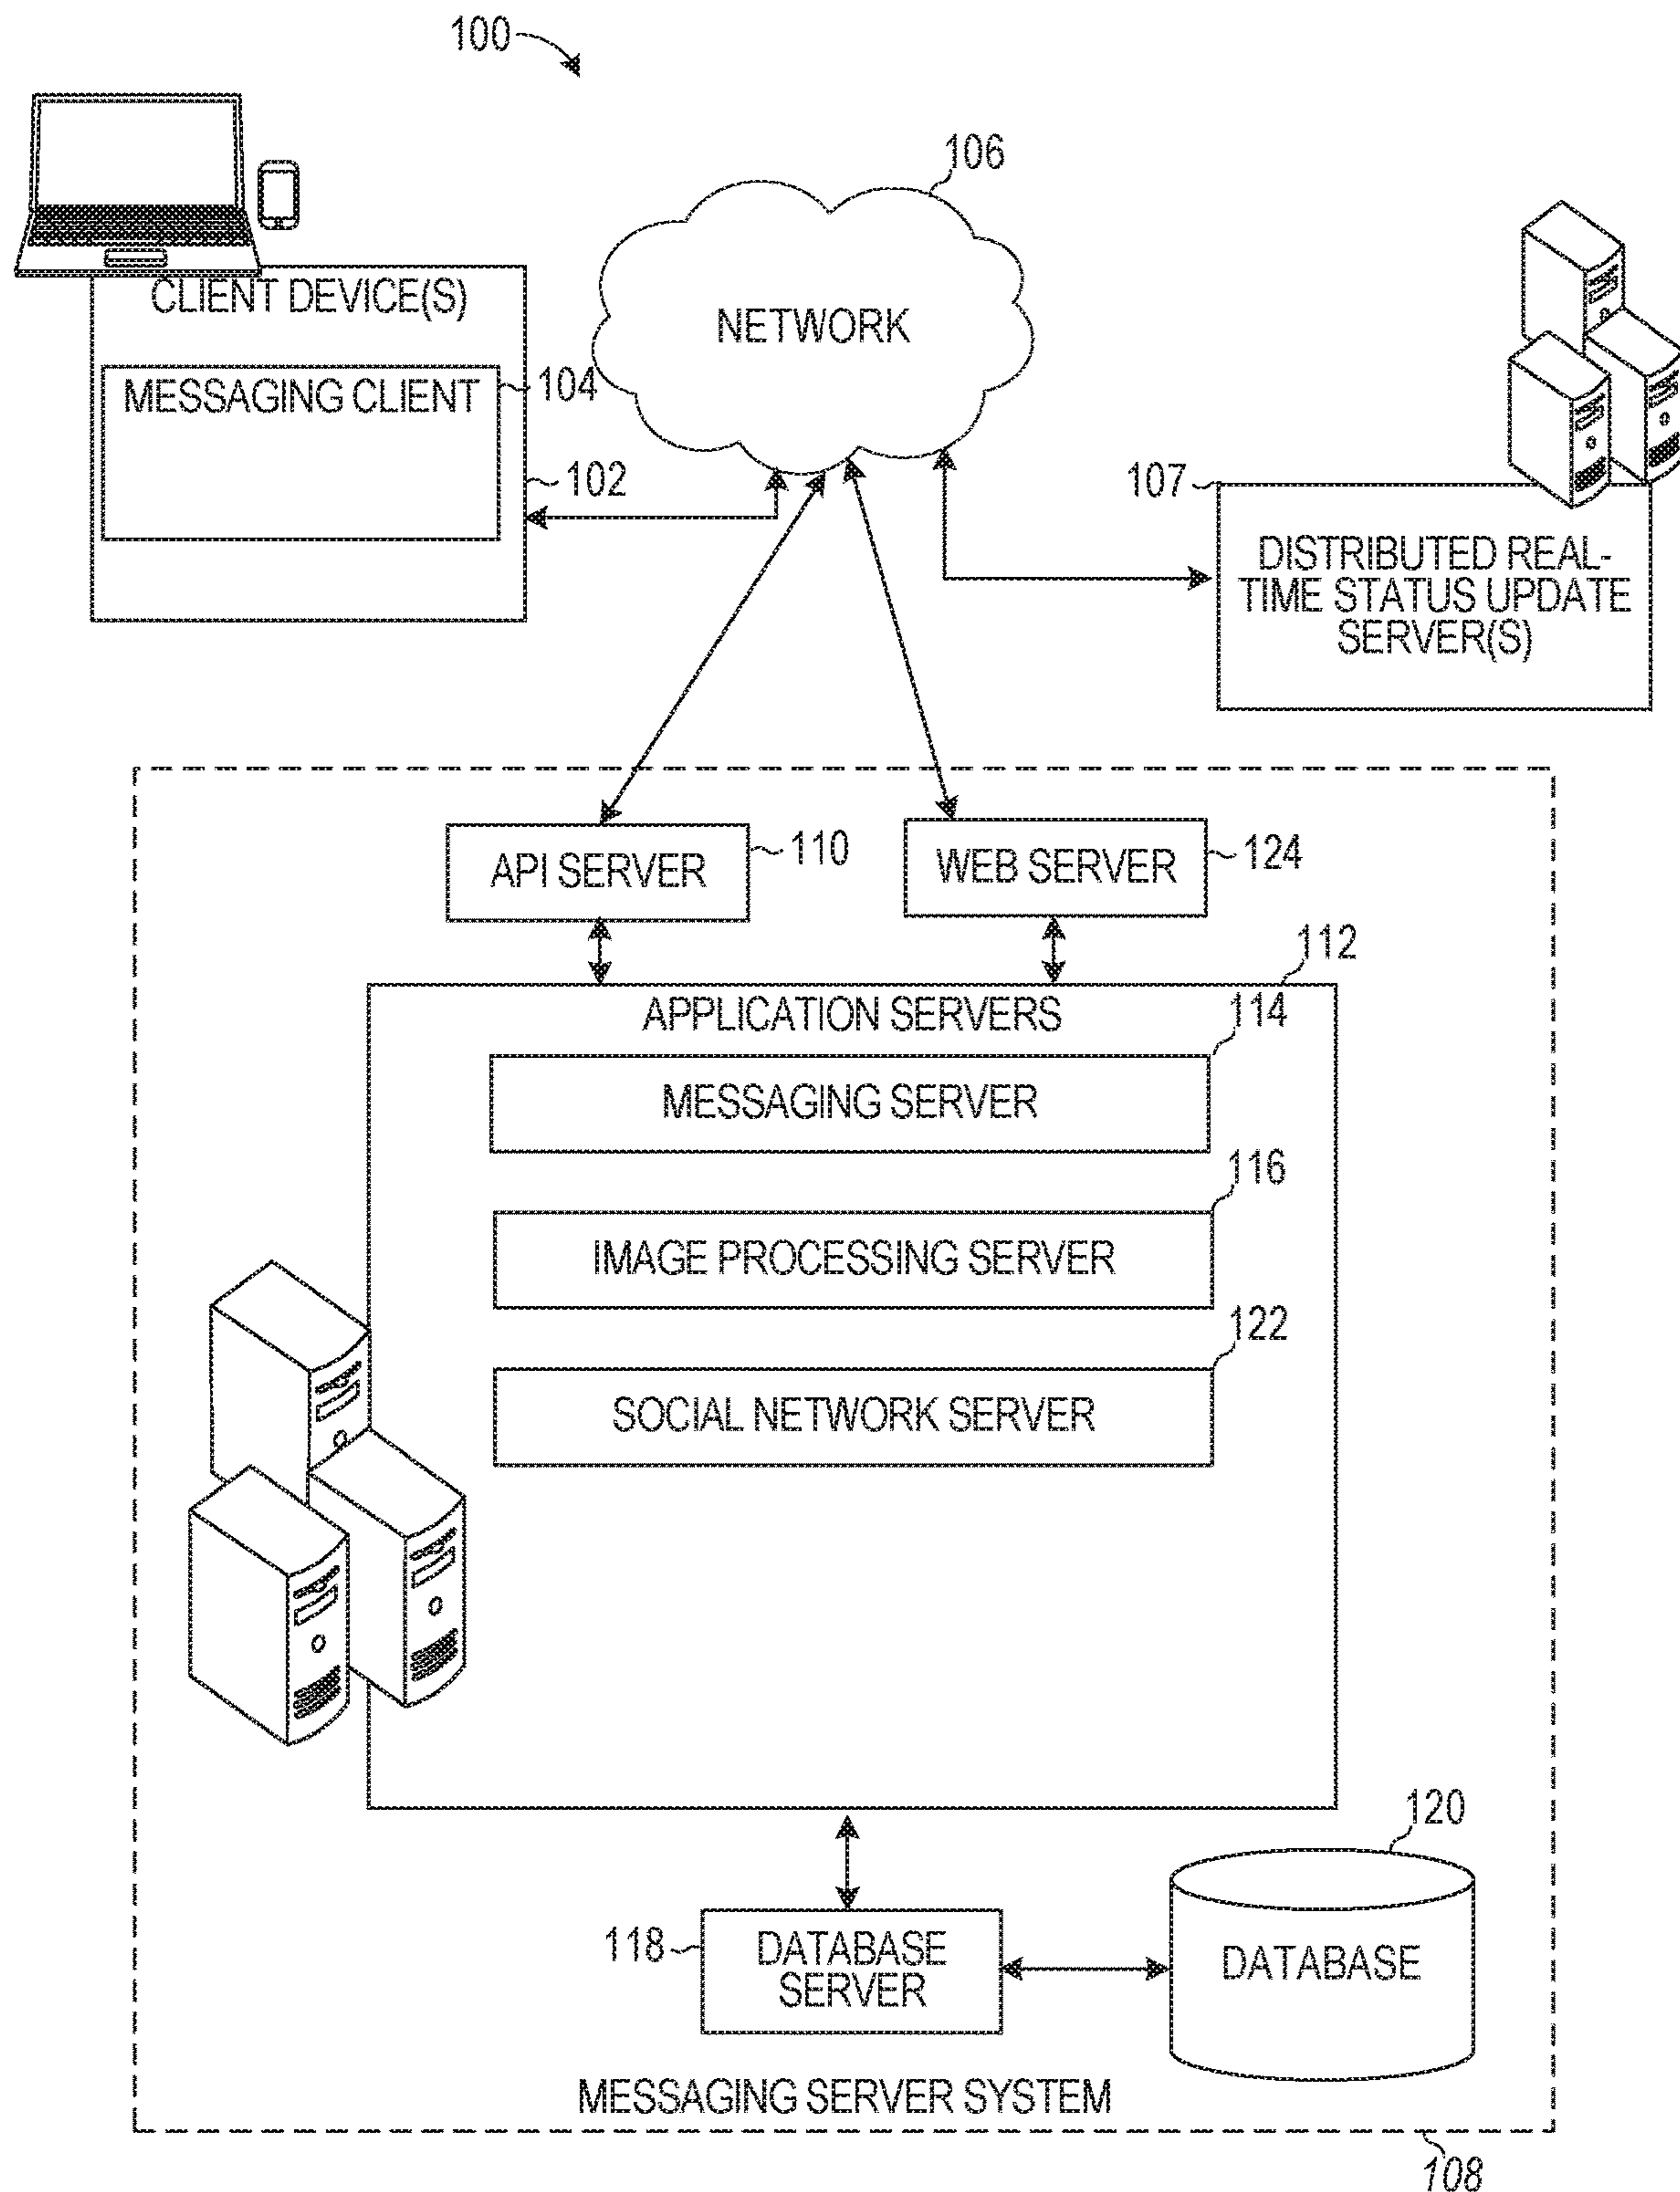 100
106
CLIENT DEVICE(S)
NETWORK
MESSAGING CLIENT
104
102
107
DISTRIBUTED REAL-
TIME STATUS UPDATE
SERVER(S)
API SERVER
110
WEB SERVER
124
112
APPLICATION SERVERS
114
MESSAGING SERVER
116
IMAGE PROCESSING SERVER
122
SOCIAL NETWORK SERVER
120
118
DATABASE
SERVER
DATABASE
MESSAGING SERVER SYSTEM
108